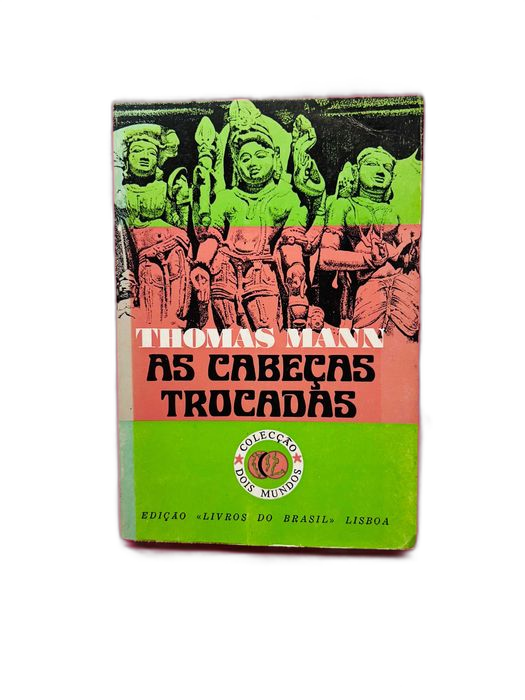 THOMAS MANN
AS CABEÇAS
TROCADAS
COLECÇÃO
DOIS MUNDOS
EDIÇÃO «LIVROS DO BRASIL» LISBOA